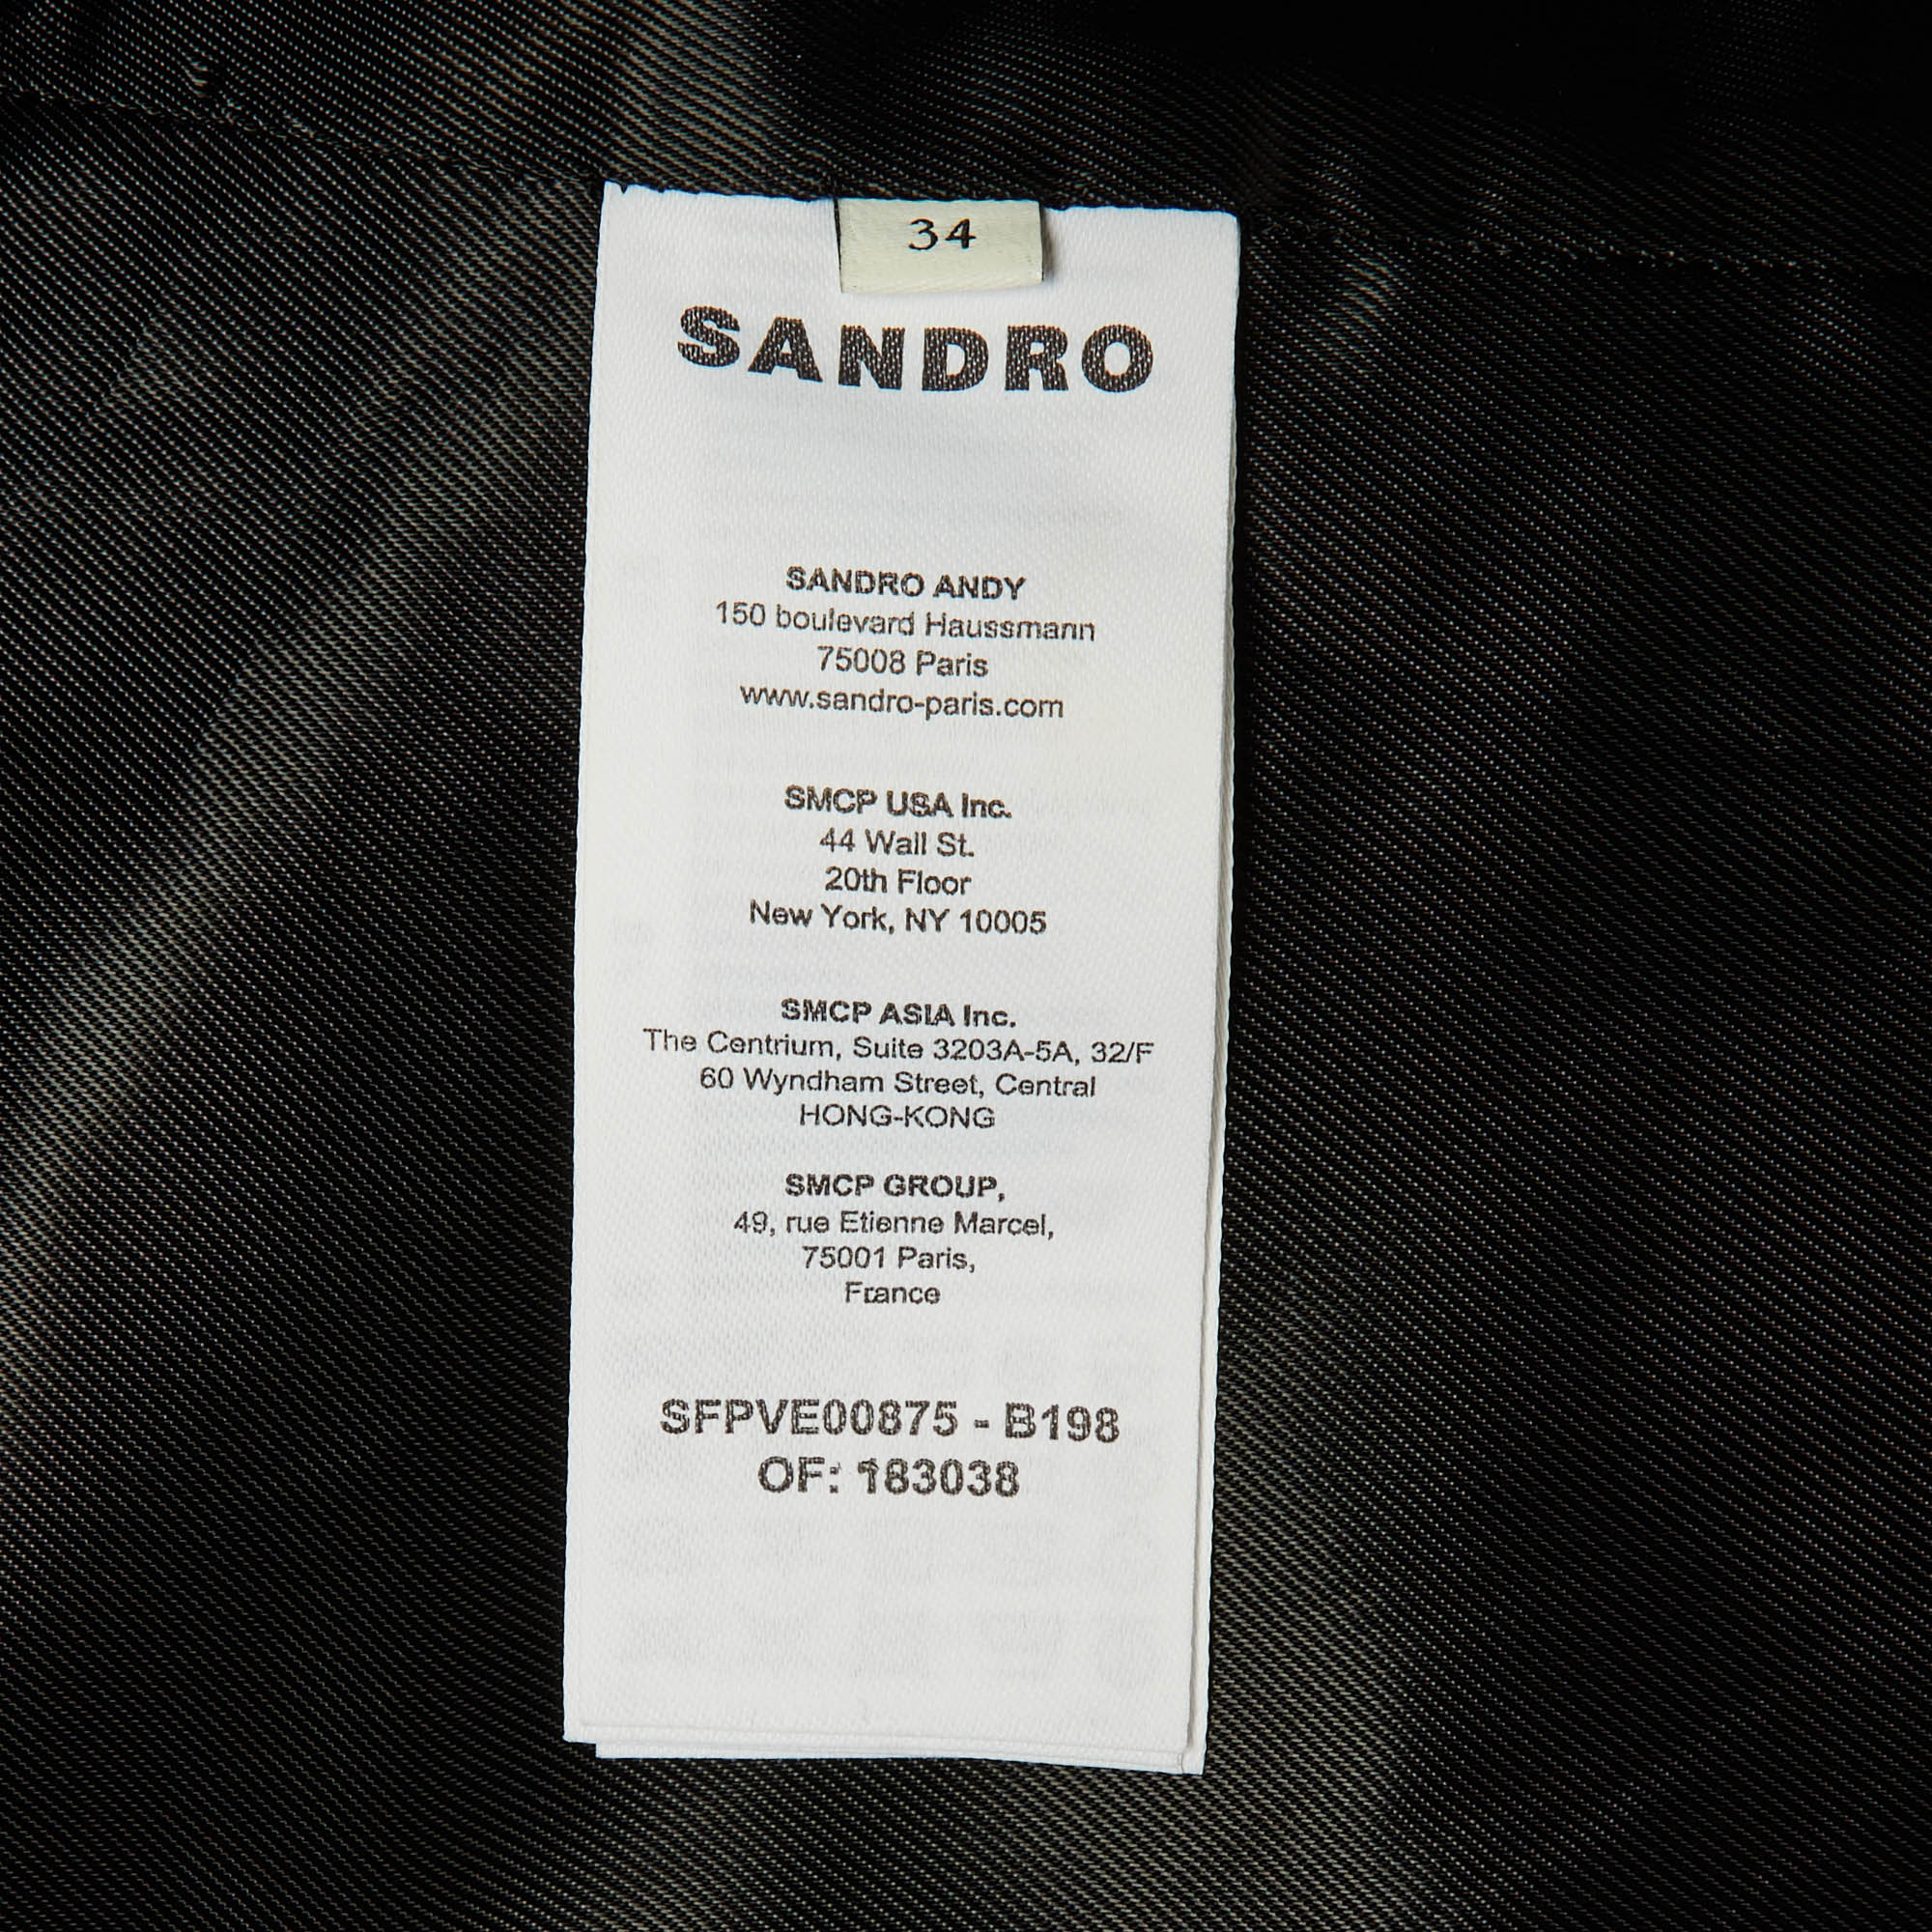 34
SANDRO
SANDRO ANDY
150 boulevard Haussmann
75008 Paris
www.sandro-paris.com
SMCP USA Inc.
44 Wall St.
20th Floor
New York, NY 10005
SMCP ASIA Inc.
The Centrium, Suite 3203A-5A, 32/F
60 Wyndham Street, Central
HONG-KONG
SMCP GROUP,
49, rue Etienne Marcel,
75001 Paris,
France
SFPVE00875 - B198
OF: 183038